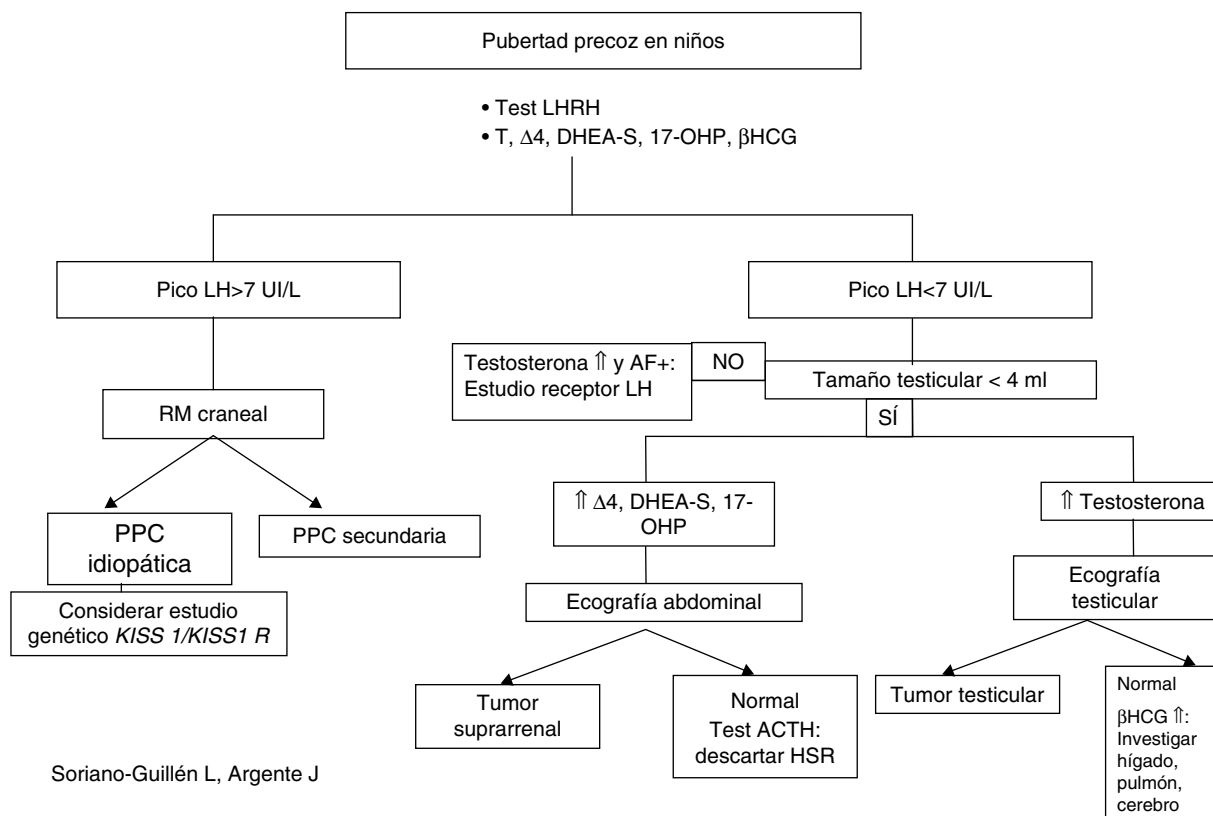 Pubertad precoz en niños
• Test LHRH
• T, Δ4, DHEA-S, 17-OHP, βHCG
Pico LH>7 UI/L
Pico LH<7 UI/L
Testosterona ⇑ y AF+:
Estudio receptor LH
NO
Tamaño testicular < 4 ml
SÍ
RM craneal
PPC
idiopática
PPC secundaria
Considerar estudio
genético KISS 1/KISS1 R
⇑ Δ4, DHEA-S, 17-
OHP
⇑ Testosterona
Ecografía abdominal
Ecografía
testicular
Tumor
suprarrenal
Normal
Test ACTH:
descartar HSR
Tumor testicular
Normal
βHCG ⇑:
Investigar
hígado,
pulmón,
cerebro
Soriano-Guillén L, Argente J